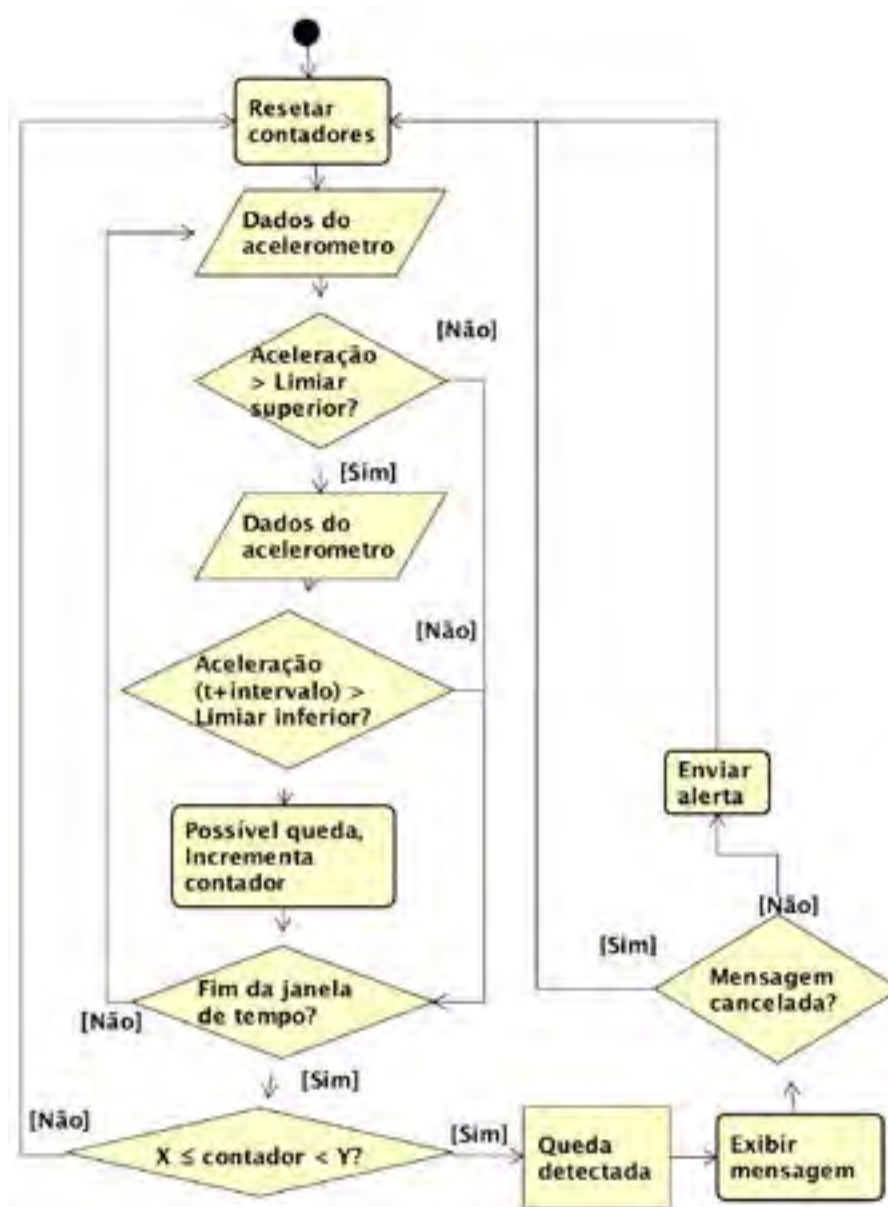 Resetar
contadores
Dados do
acelerometro
[Não]
Aceleração
> Limiar
superior?
[Sim]
Dados do
acelerometro
[Não]
Aceleração
(t+intervalo) >
Limiar inferior?
Possível queda,
Incrementa
contador
Fim da janela
de tempo?
[Não]
[Sim]
X ≤ contador < Y?
[Não]
[Sim]
Queda
detectada
Exibir
mensagem
Mensagem
cancelada?
[Sim]
[Não]
Enviar
alerta